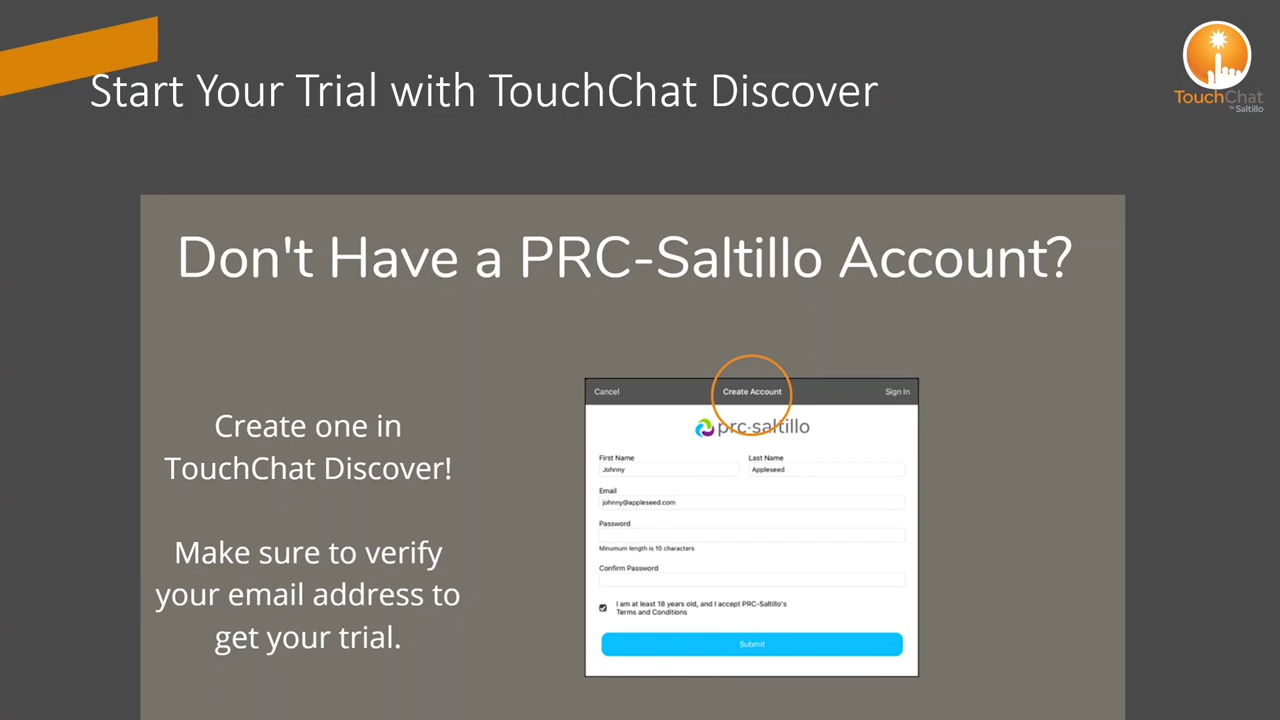 Start Your Trial with TouchChat Discover
TouchChat
by Saltillo
Don't Have a PRC-Saltillo Account?
Create one in
TouchChat Discover!
Make sure to verify
your email address to
get your trial.
Cancel Create Account Sign In
prc-saltillo
First Name Last Name
Johnny Appleseed
Email
johnny@appleseed.com
Password
Minumum length is 10 characters
Confirm Password
I am at least 18 years old, and I accept PRC-Saltillo's
Terms and Conditions
Submit